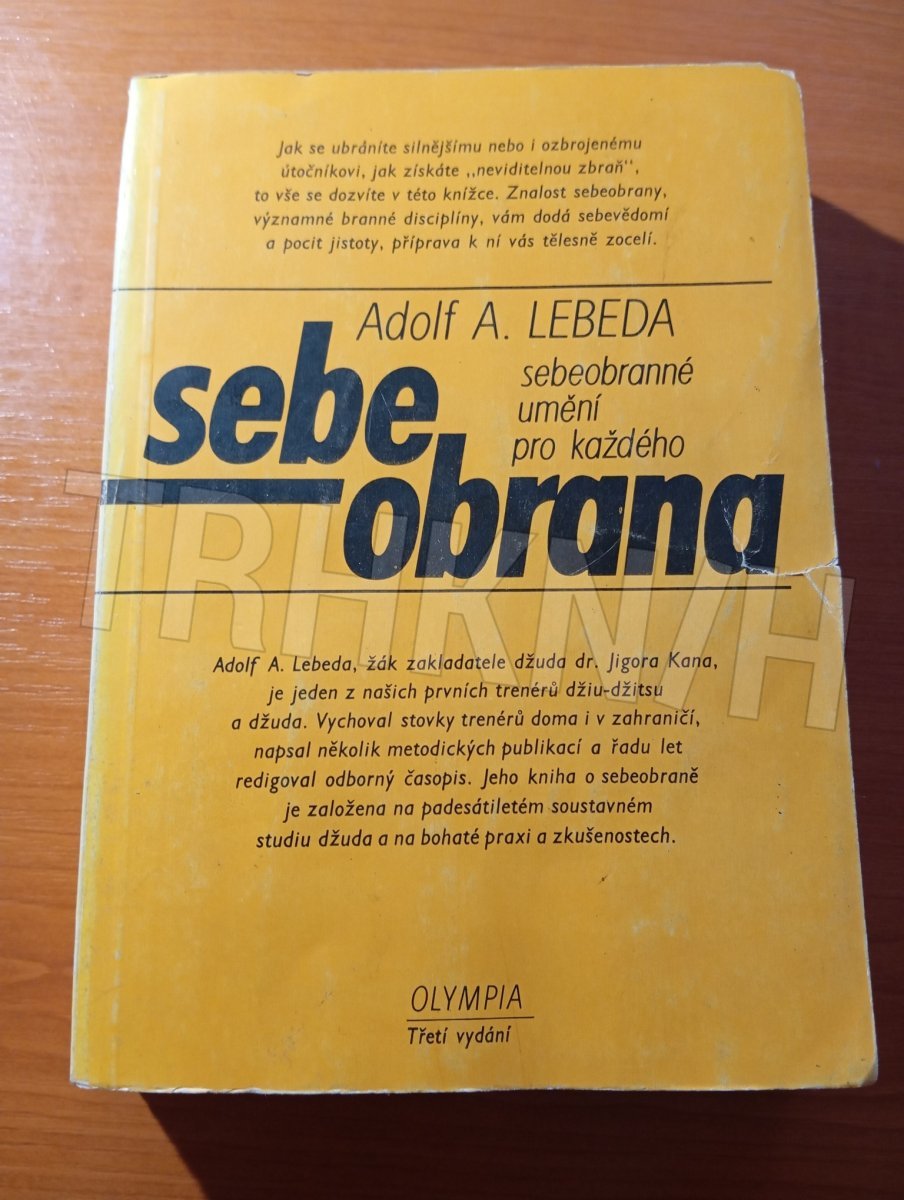 Jak se ubráníte silnějšímu nebo i ozbrojenému
útočníkovi, jak získáte „neviditelnou zbraň",
to vše se dozvíte v této knížce. Znalost sebeobrany,
významné branné disciplíny, vám dodá sebevědomí
a pocit jistoty, příprava k ní vás tělesně zocelí.
Adolf A. LEBEDA
sebe
sebeobranné
umění
pro každého
obrana
TRHKNIH
Adolf A. Lebeda, žák zakladatele džuda dr. Jigora Kana,
je jeden z našich prvních trenérů džiu-džitsu
a džuda. Vychoval stovky trenérů doma i v zahraničí,
napsal několik metodických publikací a řadu let
redigoval odborný časopis. Jeho kniha o sebeobraně
je založena na padesátiletém soustavném
studiu džuda a na bohaté praxi a zkušenostech.
OLYMPIA
Třetí vydání